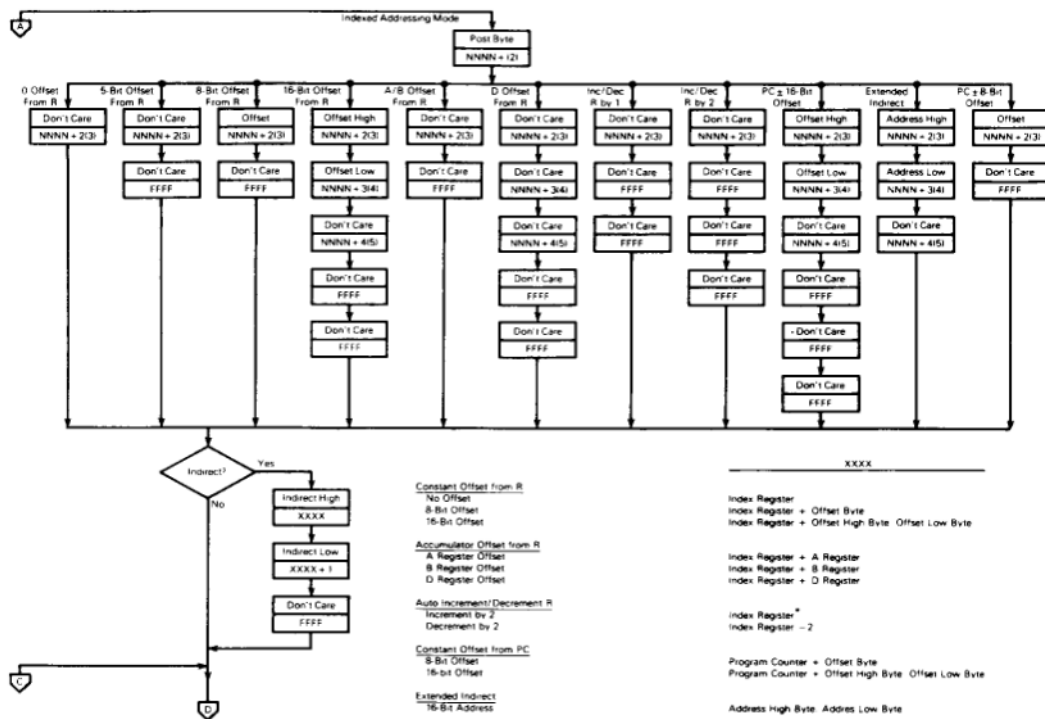 A
Indexed Addressing Mode
Post Byte
NNNN + (2)
0 Offset
From R
5-Bit Offset
From R
8-Bit Offset
From R
16-Bit Offset
From R
A/B Offset
From R
D Offset
From R
Inc/Dec
R by 1
Inc/Dec
R by 2
PC ± 16-Bit
Offset
Extended
Indirect
PC ± 8-Bit
Offset
Don't Care
NNNN + 2(3)
Don't Care
NNNN + 2(3)
Don't Care
FFFF
Offset
NNNN + 2(3)
Don't Care
FFFF
Offset High
NNNN + 2(3)
Offset Low
NNNN + 3(4)
Don't Care
NNNN + 4(5)
Don't Care
FFFF
Don't Care
FFFF
Don't Care
NNNN + 2(3)
Don't Care
FFFF
Don't Care
NNNN + 2(3)
Don't Care
NNNN + 3(4)
Don't Care
NNNN + 4(5)
Don't Care
FFFF
Don't Care
FFFF
Don't Care
NNNN + 2(3)
Don't Care
FFFF
Don't Care
FFFF
Don't Care
NNNN + 2(3)
Don't Care
FFFF
Don't Care
FFFF
Don't Care
FFFF
Offset High
NNNN + 2(3)
Offset Low
NNNN + 3(4)
Don't Care
NNNN + 4(5)
Don't Care
FFFF
- Don't Care
FFFF
Don't Care
FFFF
Address High
NNNN + 2(3)
Address Low
NNNN + 3(4)
Don't Care
NNNN + 4(5)
Offset
NNNN + 2(3)
Don't Care
FFFF
Indirect?
Yes
No
Indirect High
XXXX
Indirect Low
XXXX + 1
Don't Care
FFFF
C
D
XXXX
Constant Offset from R
No Offset Index Register
8-Bit Offset Index Register + Offset Byte
16-Bit Offset Index Register + Offset High Byte Offset Low Byte
Accumulator Offset from R
A Register Offset Index Register + A Register
B Register Offset Index Register + B Register
D Register Offset Index Register + D Register
Auto Increment/Decrement R
Increment by 2 Index Register*
Decrement by 2 Index Register - 2
Constant Offset from PC
8-Bit Offset Program Counter + Offset Byte
16-bit Offset Program Counter + Offset High Byte Offset Low Byte
Extended Indirect
16-Bit Address Address High Byte Addres Low Byte